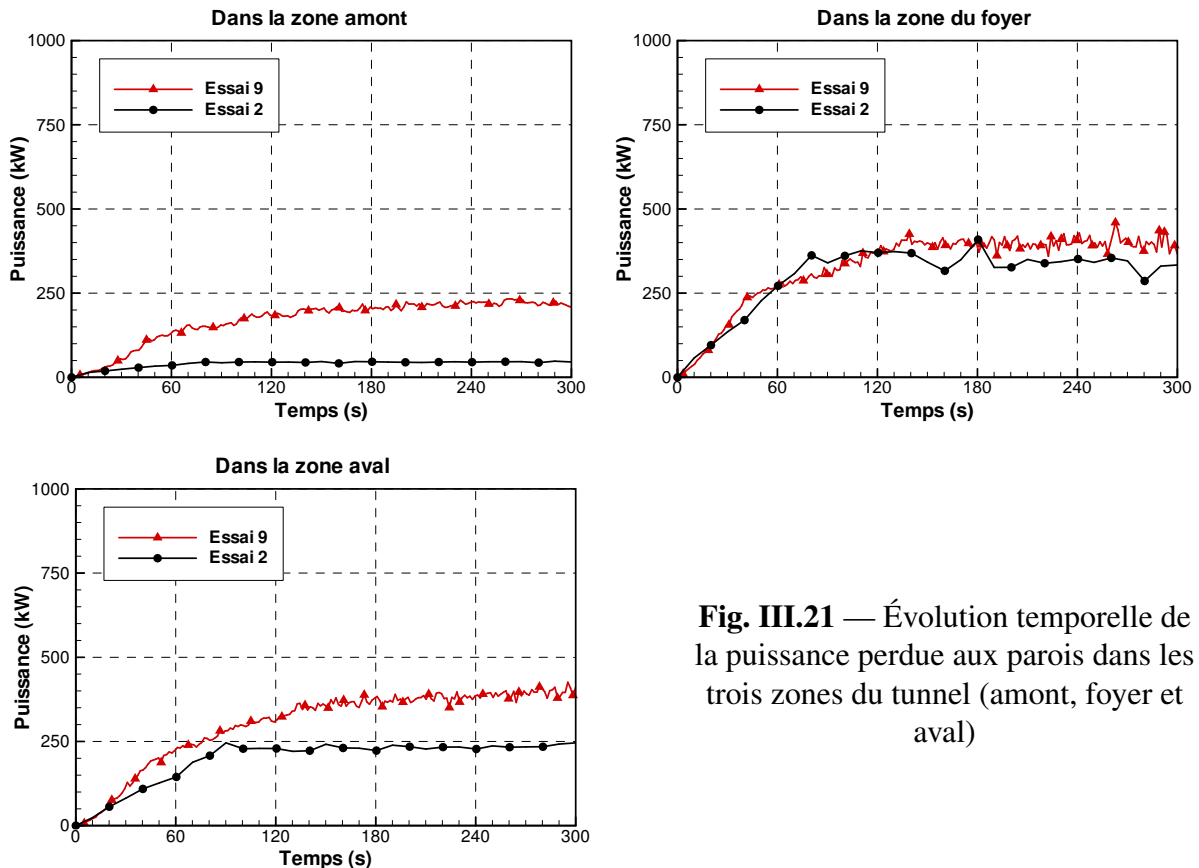 Dans la zone amont
Puissance (kW)
1000
750
500
250
0
Essai 9
Essai 2
0 60 120 180 240 300
Temps (s)
Dans la zone du foyer
Puissance (kW)
1000
750
500
250
0
Essai 9
Essai 2
0 60 120 180 240 300
Temps (s)
Dans la zone aval
Puissance (kW)
1000
750
500
250
0
Essai 9
Essai 2
0 60 120 180 240 300
Temps (s)
Fig. III.21 — Évolution temporelle de
la puissance perdue aux parois dans les
trois zones du tunnel (amont, foyer et
aval)